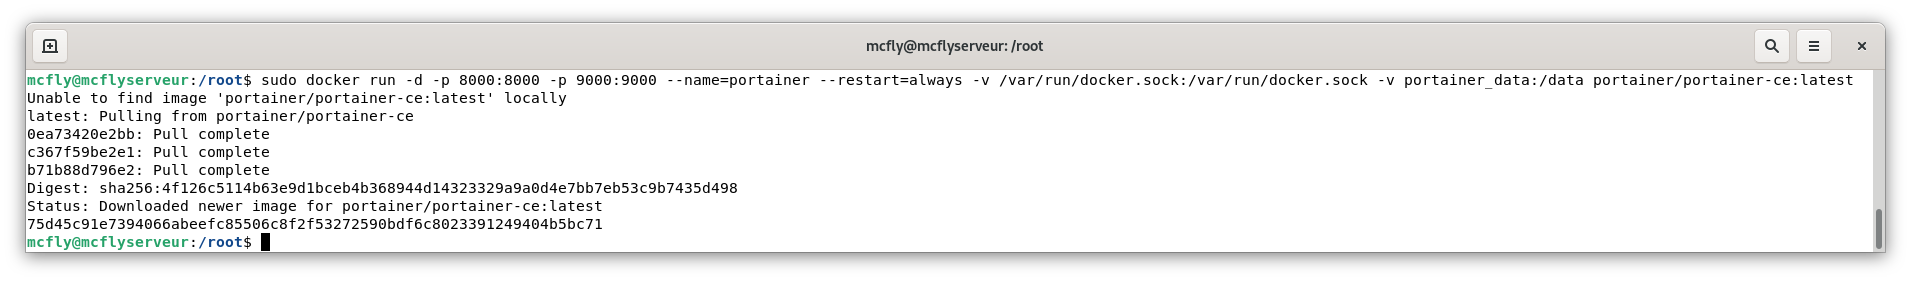 mcfly@mcflyserveur: /root
mcfly@mcflyserveur:/root$ sudo docker run -d -p 8000:8000 -p 9000:9000 --name=portainer --restart=always -v /var/run/docker.sock:/var/run/docker.sock -v portainer_data:/data portainer/portainer-ce:latest
Unable to find image 'portainer/portainer-ce:latest' locally
latest: Pulling from portainer/portainer-ce
0ea73420e2bb: Pull complete
c367f59be2e1: Pull complete
b71b88d796e2: Pull complete
Digest: sha256:4f126c5114b63e9d1bceb4b368944d14323329a9a0d4e7bb7eb53c9b7435d498
Status: Downloaded newer image for portainer/portainer-ce:latest
75d45c91e7394066abeefc85506c8f2f53272590bdf6c8023391249404b5bc71
mcfly@mcflyserveur:/root$